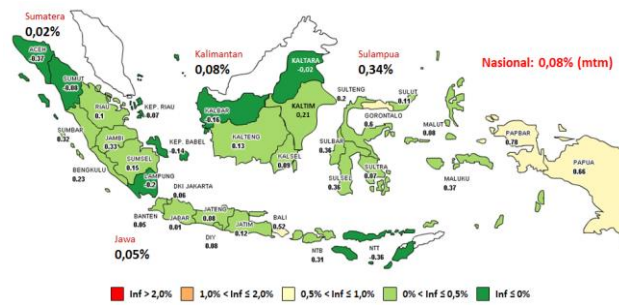 Sumatera
0,02%
ACEH
-0.37
SUMUT
-0.08
RIAU
0.1
KEP. RIAU
-0.07
SUMBAR
0.32
JAMBI
0.33
KEP. BABEL
-0.14
SUMSEL
0.15
BENGKULU
0.23
LAMPUNG
-0.2
Kalimantan
0,08%
KALTARA
-0,02
KALBAR
-0.16
KALTIM
0,21
KALTENG
0.13
KALSEL
0.09
Sulampua
0,34%
SULTENG
0.2
SULUT
0.11
GORONTALO
0.6
SULBAR
0.36
SULTRA
0.07
SULSEL
0.35
MALUT
0.08
MALUKU
0.37
PAPBAR
0.78
PAPUA
0.66
Nasional: 0,08% (mtm)
DKI JAKARTA
0.06
BANTEN
0.05
JABAR
0.01
JATENG
0.08
DIY
0.08
JATIM
0.12
BALI
0.52
NTB
0.31
NTT
-0.36
Jawa
0,05%
Inf > 2,0%
1,0% < Inf ≤ 2,0%
0,5% < Inf ≤ 1,0%
0% < Inf ≤ 0,5%
Inf ≤ 0%